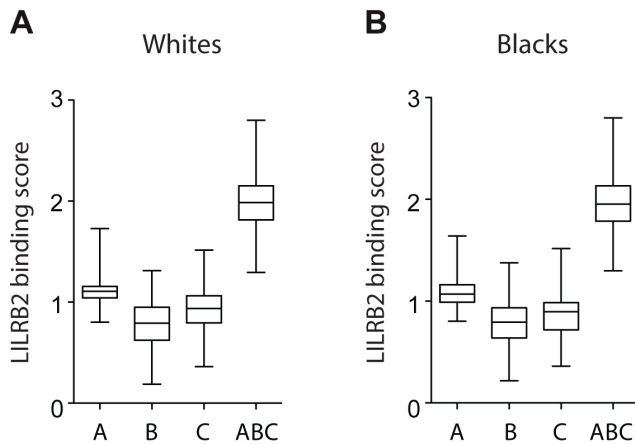 A
Whites
LILRB2 binding score
3
2
1
0
A B C ABC
B
Blacks
LILRB2 binding score
3
2
1
0
A B C ABC